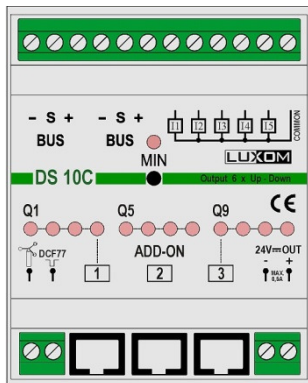 - S + - S +
BUS BUS
I1 I2 I3 I4 I5
COMMON
MIN
LUXOM
DS 10C Output 6 x Up - Down
Q1 Q5 Q9 CE
DCF77 ADD-ON 24V⎓OUT
- +
1 2 3
MAX.
0,5A